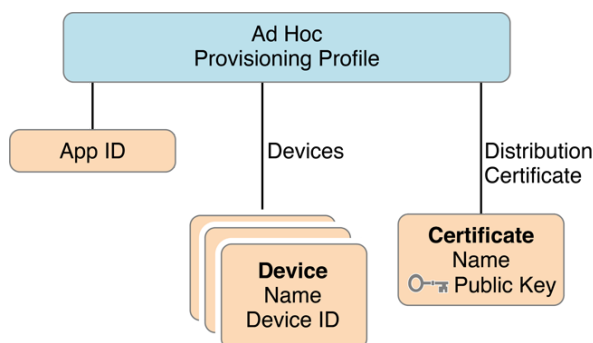 Ad Hoc
Provisioning Profile
App ID
Devices
Distribution
Certificate
Device
Name
Device ID
Certificate
Name
Public Key